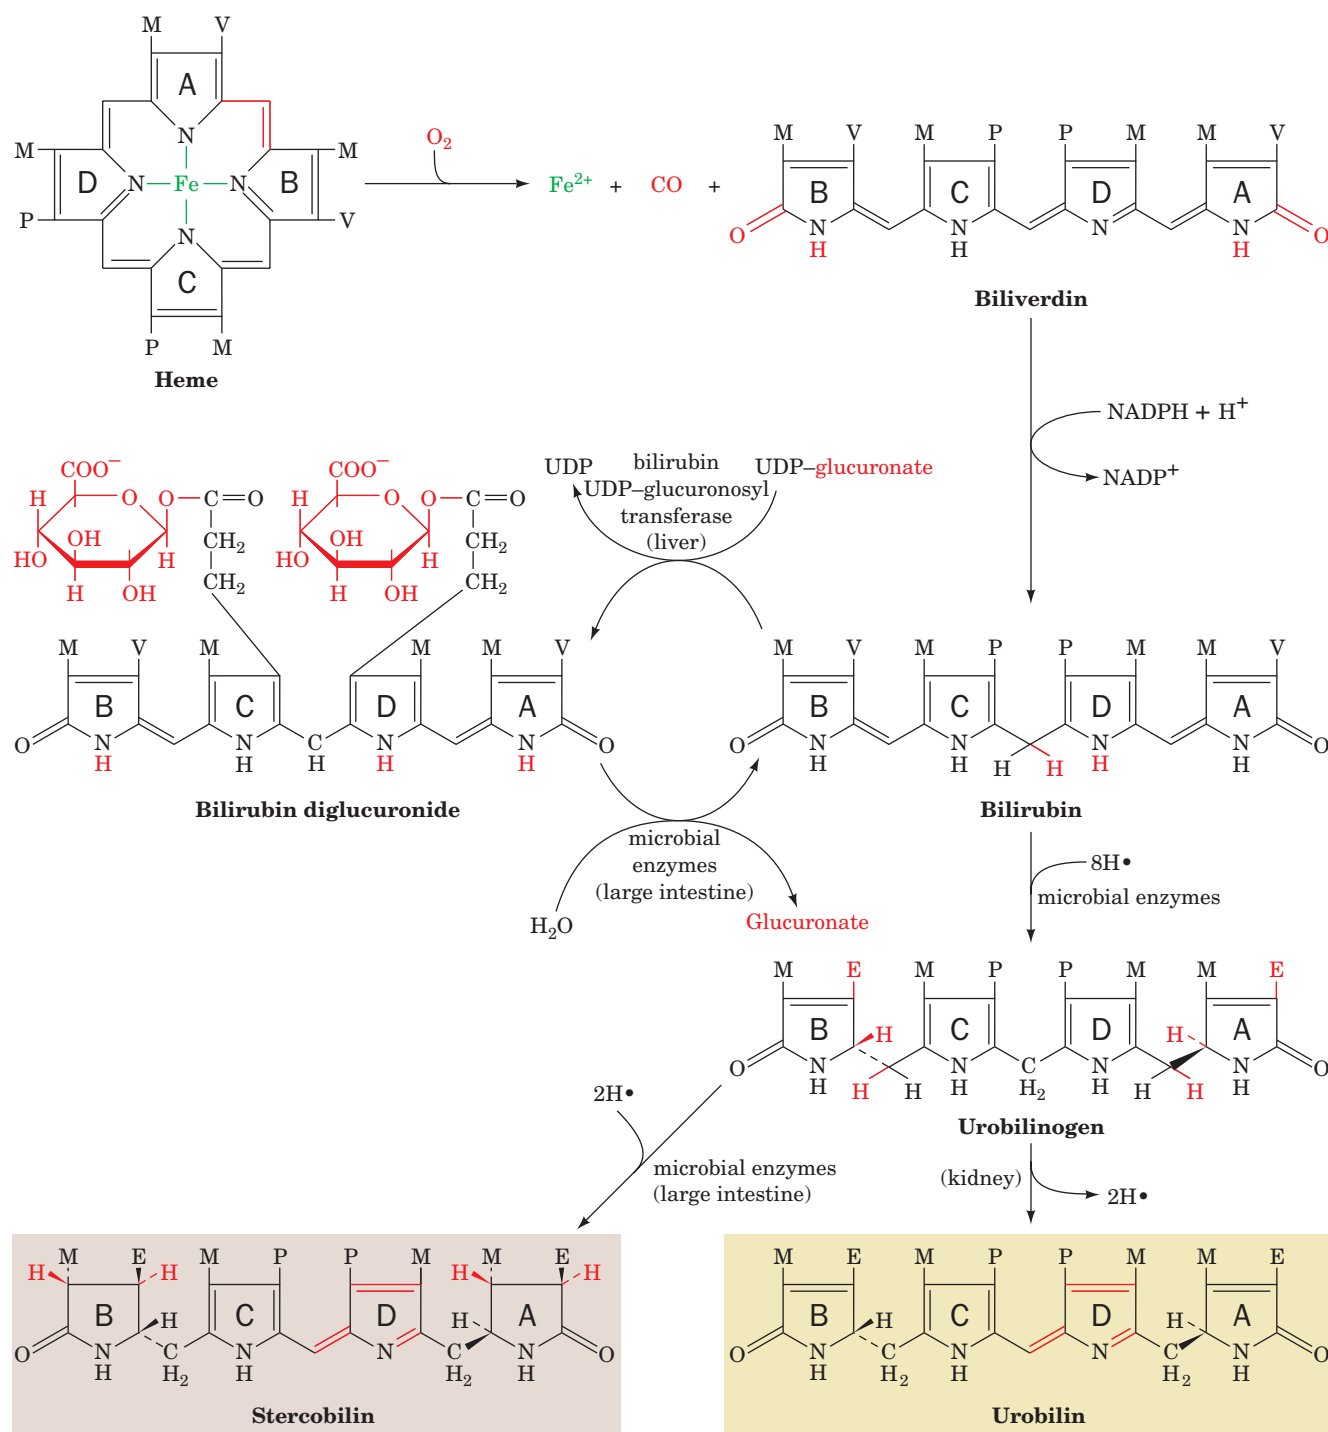 M V
A
N
M M
D N Fe N B
P V
N
C
P M
Heme
O₂
Fe²⁺ + CO +
M V M P P M M V
B C D A
O N N N N O
H H H
Biliverdin
NADPH + H⁺
NADP⁺
COO⁻ COO⁻
H O O C=O H O O C=O
OH H CH₂ OH H CH₂
HO HO
H OH CH₂ H OH CH₂
UDP bilirubin UDP–glucuronate
UDP–glucuronosyl
transferase
(liver)
M V M M M V
B C D A
O N N C N N O
H H H H H
Bilirubin diglucuronide
M V M P P M M V
B C D A
O N N N N O
H H H H H H
Bilirubin
microbial
enzymes
(large intestine)
H₂O
Glucuronate
8H•
microbial enzymes
M E M P P M M E
B C D A
H H
O N N C N N O
H H H H H₂ H H H H
Urobilinogen
2H•
microbial enzymes
(large intestine)
(kidney)
2H•
M E M P P M M E
H H H H
B C D A
H H
O N C N N C N O
H H₂ H H₂ H
Stercobilin
M E M P P M M E
B C D A
H H
O N C N N C N O
H H₂ H H₂ H
Urobilin